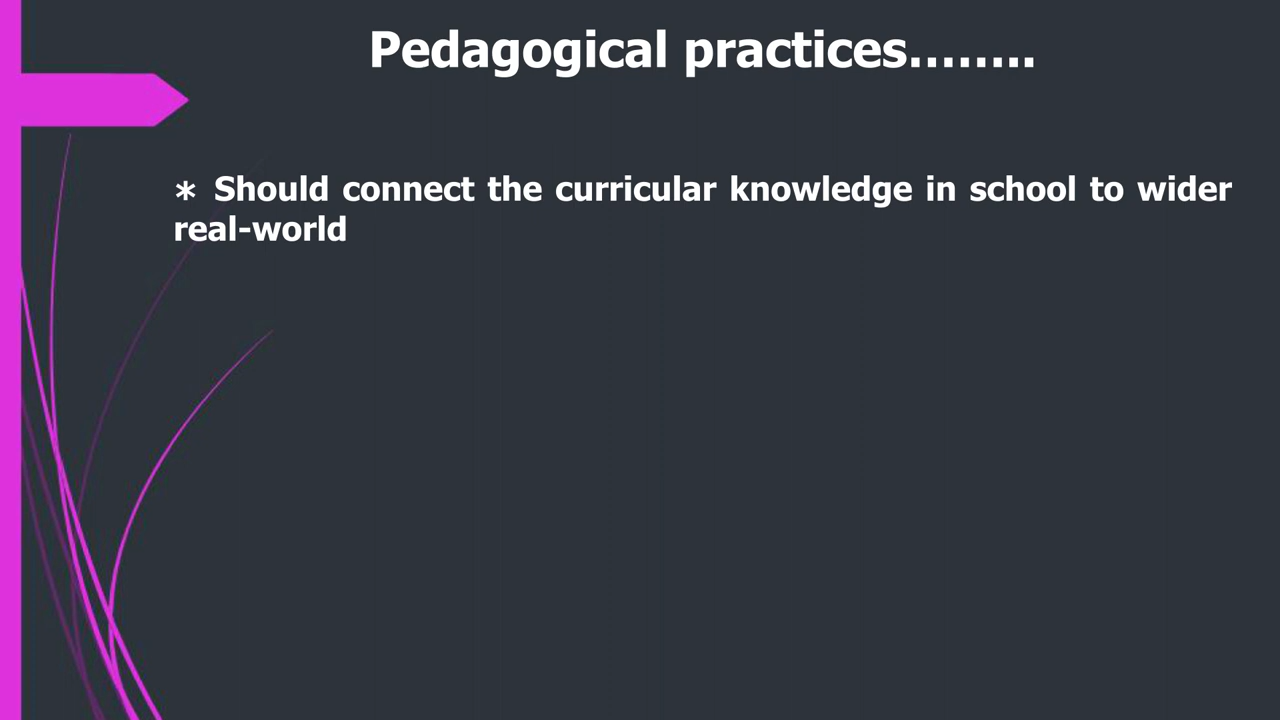 Pedagogical practices........
∗ Should connect the curricular knowledge in school to wider
real-world